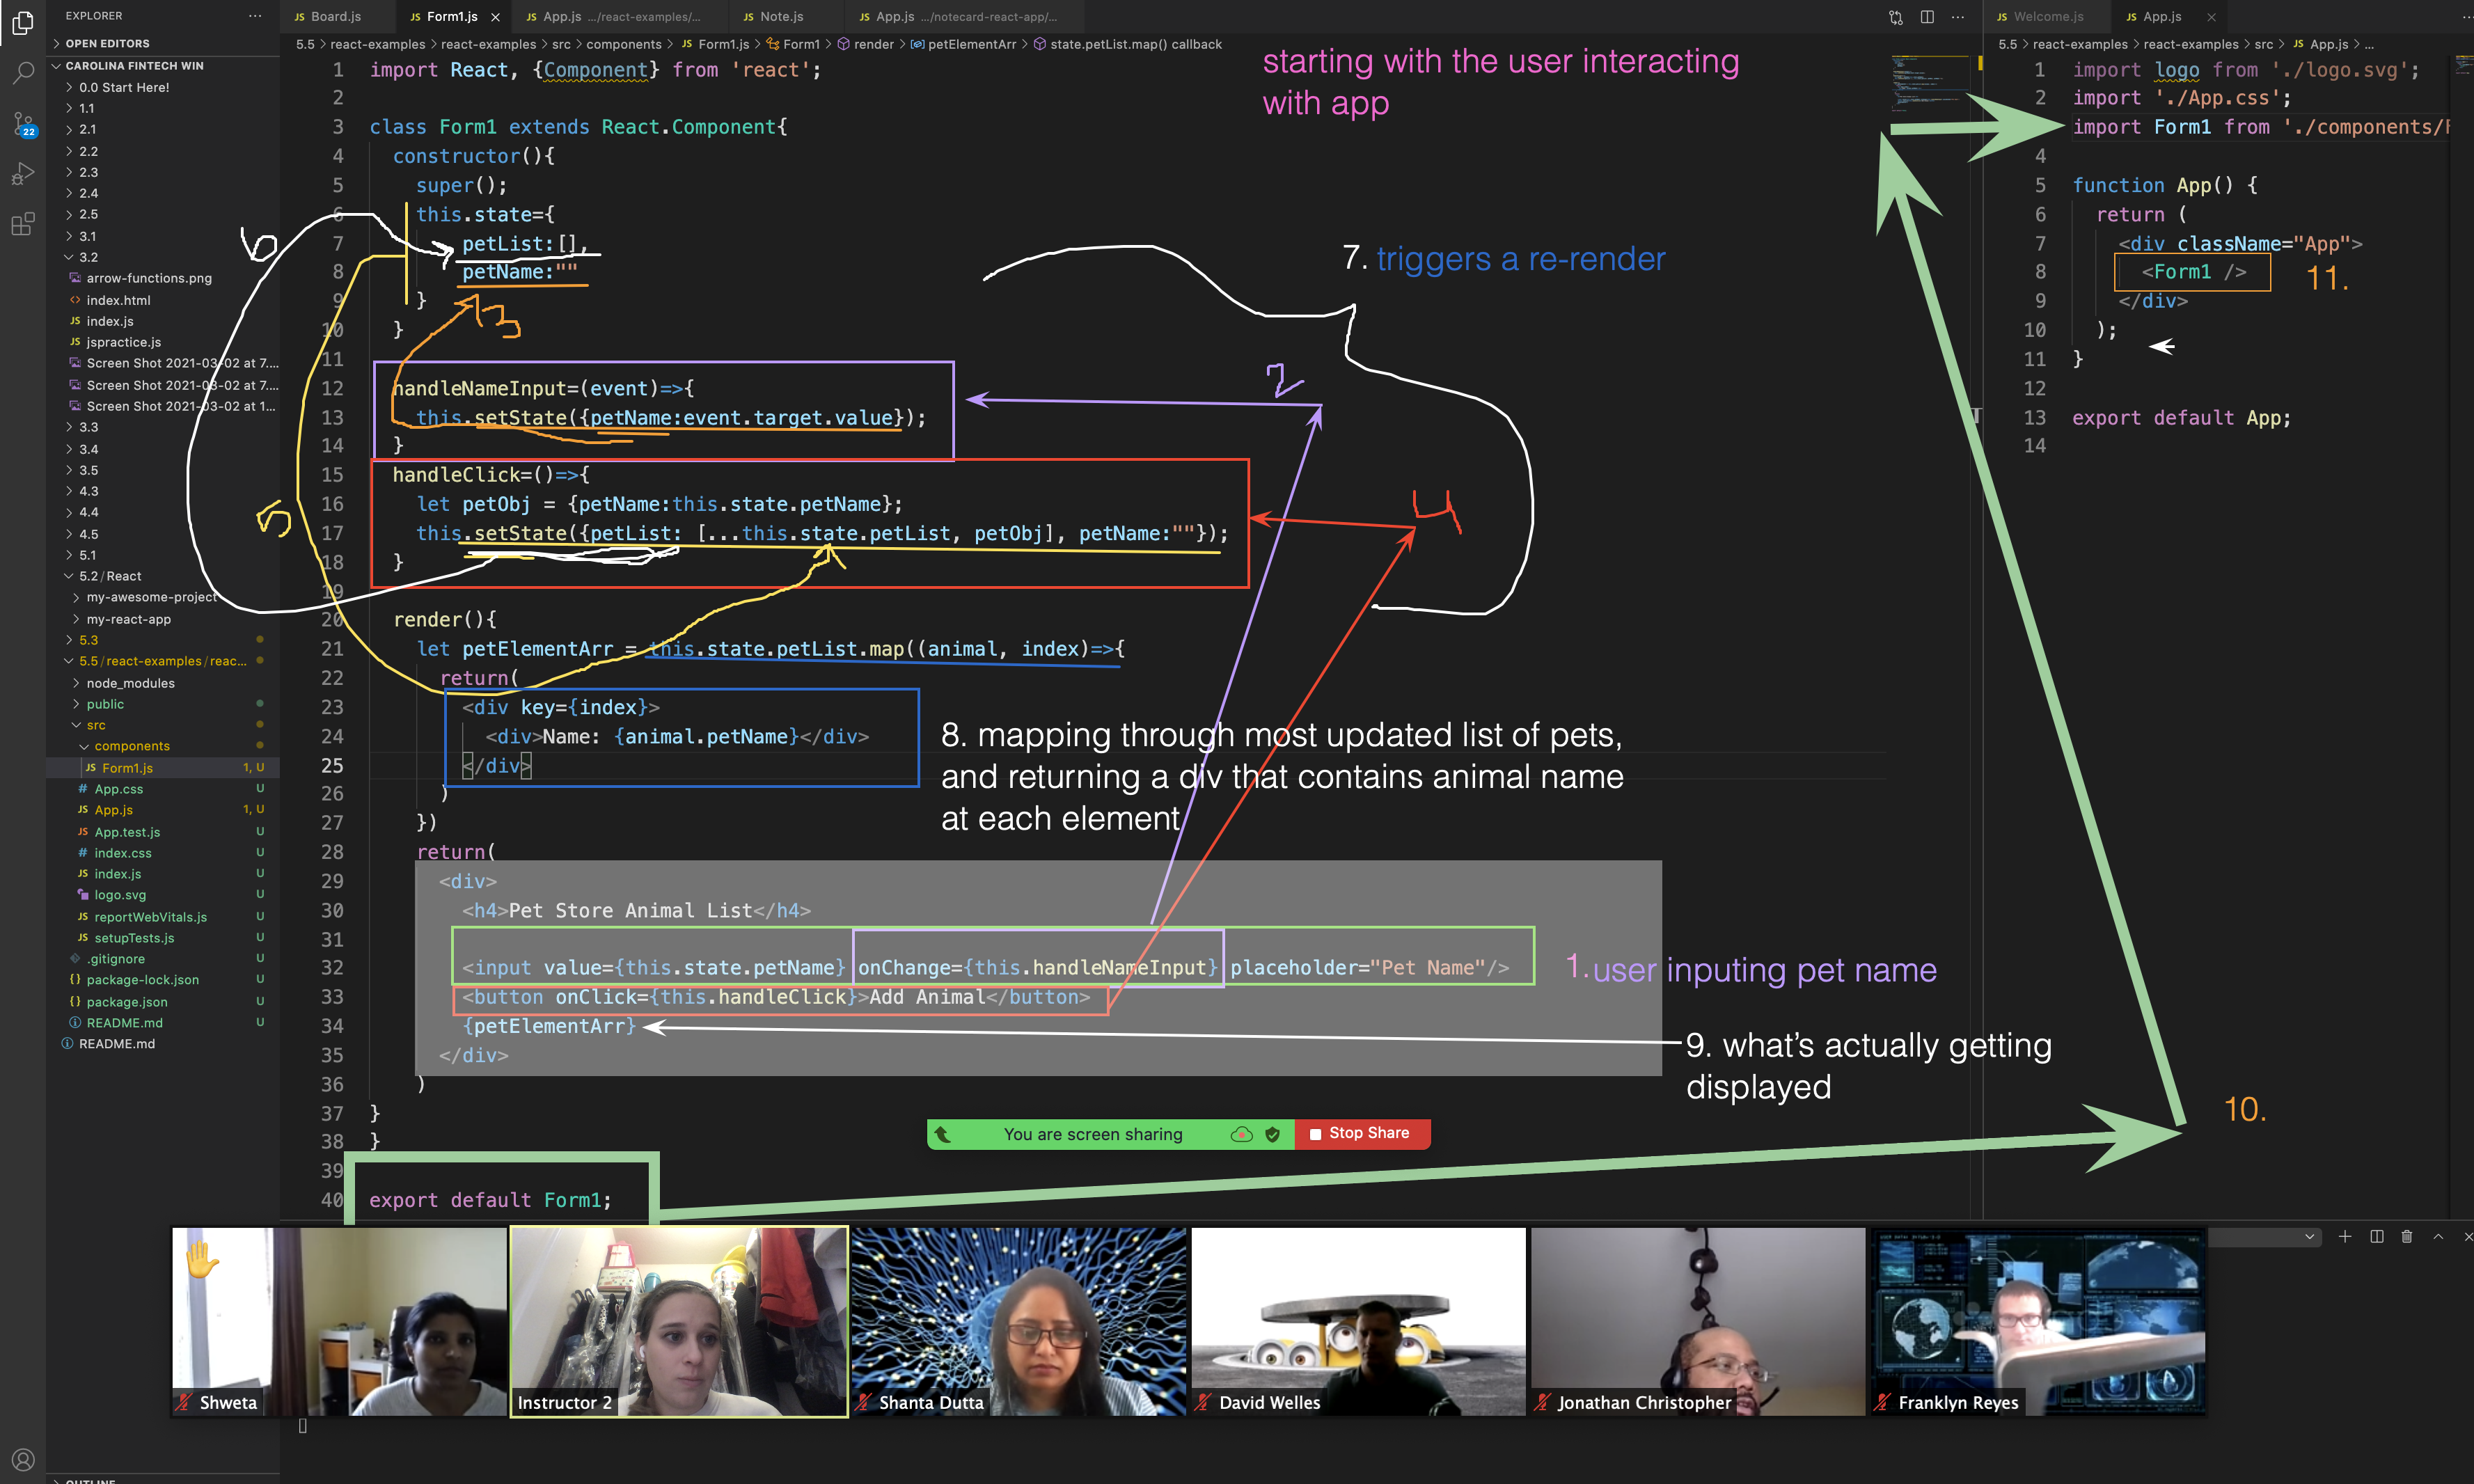 EXPLORER
OPEN EDITORS
CAROLINA FINTECH WIN
0.0 Start Here!
1.1
2.1
2.2
2.3
2.4
2.5
3.1
3.2
arrow-functions.png
index.html
index.js
jspractice.js
Screen Shot 2021-03-02 at 7....
Screen Shot 2021-03-02 at 7....
Screen Shot 2021-03-02 at 1...
3.3
3.4
3.5
4.3
4.4
4.5
5.1
5.2/React
my-awesome-project
my-react-app
5.3
5.5/react-examples/reac...
node_modules
public
src
components
Form1.js 1, U
App.css U
App.js 1, U
App.test.js U
index.css U
index.js U
logo.svg U
reportWebVitals.js U
setupTests.js U
.gitignore U
package-lock.json U
package.json U
README.md U
README.md
22
Board.js
Form1.js
App.js .../react-examples/...
Note.js
App.js .../notecard-react-app/...
5.5 > react-examples > react-examples > src > components > JS Form1.js > Form1 > render > petElementArr > state.petList.map() callback
1 import React, {Component} from 'react';
2
3 class Form1 extends React.Component{
4 constructor(){
5 super();
6 this.state={
7 petList:[],
8 petName:""
9 }
10 }
11
12 handleNameInput=(event)=>{
13 this.setState({petName:event.target.value});
14 }
15 handleClick=()=>{
16 let petObj = {petName:this.state.petName};
17 this.setState({petList: [...this.state.petList, petObj], petName:""});
18 }
19
20 render(){
21 let petElementArr = this.state.petList.map((animal, index)=>{
22 return(
23 <div key={index}>
24 <div>Name: {animal.petName}</div>
25 </div>
26 )
27 })
28 return(
29 <div>
30 <h4>Pet Store Animal List</h4>
31
32 <input value={this.state.petName} onChange={this.handleNameInput} placeholder="Pet Name"/>
33 <button onClick={this.handleClick}>Add Animal</button>
34 {petElementArr}
35 </div>
36 )
37 }
38 }
39
40 export default Form1;
starting with the user interacting
with app
7. triggers a re-render
6
3
2
5
4
8. mapping through most updated list of pets,
and returning a div that contains animal name
at each element
1. user inputing pet name
9. what's actually getting
displayed
10.
11.
Welcome.js
App.js
5.5 > react-examples > react-examples > src > JS App.js > ...
1 import logo from './logo.svg';
2 import './App.css';
import Form1 from './components/
4
5 function App() {
6 return (
7 <div className="App">
8 <Form1 />
9 </div>
10 );
11 }
12
13 export default App;
14
You are screen sharing
Stop Share
Shweta
Instructor 2
Shanta Dutta
David Welles
Jonathan Christopher
Franklyn Reyes